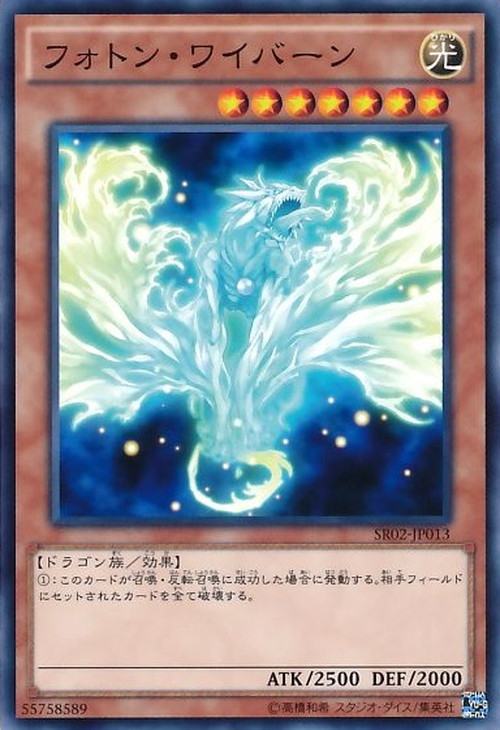 フォトン・ワイバーン
ひかり
光
SR02-JP013
【ドラゴン族／効果】
①：このカードが召喚・反転召喚に成功した場合に発動する。相手フィールド
にセットされたカードを全て破壊する。
ATK/2500 DEF/2000
55758589
©高橋和希 スタジオ・ダイス/集英社